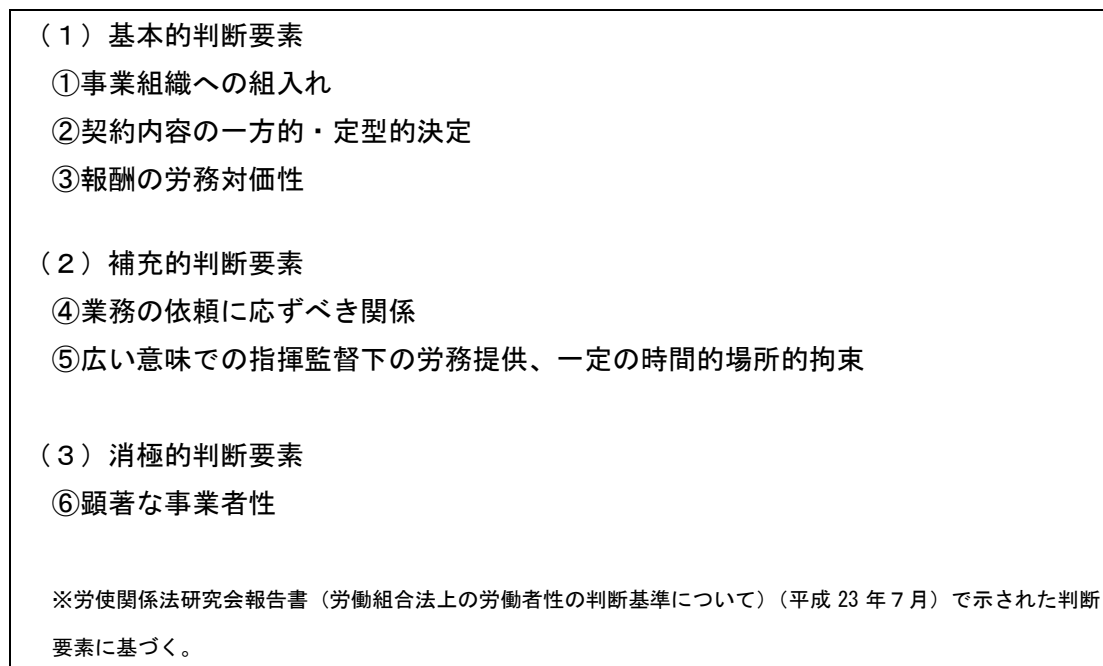 （１）基本的判断要素
①事業組織への組入れ
②契約内容の一方的・定型的決定
③報酬の労務対価性
（２）補充的判断要素
④業務の依頼に応ずべき関係
⑤広い意味での指揮監督下の労務提供、一定の時間的場所的拘束
（３）消極的判断要素
⑥顕著な事業者性
※労使関係法研究会報告書（労働組合法上の労働者性の判断基準について）（平成 23 年７月）で示された判断
要素に基づく。